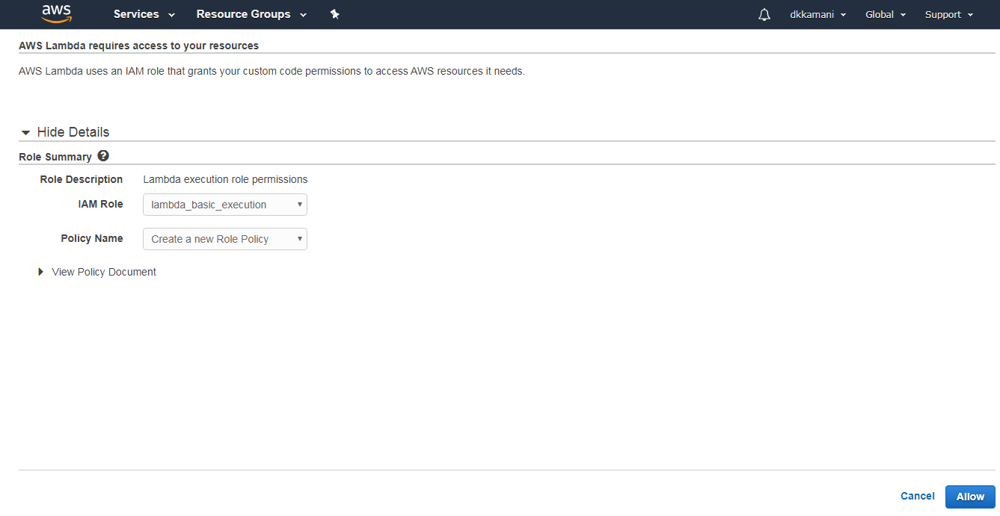 aws Services Resource Groups dkkamani Global Support
AWS Lambda requires access to your resources
AWS Lambda uses an IAM role that grants your custom code permissions to access AWS resources it needs.
Hide Details
Role Summary ?
Role Description Lambda execution role permissions
IAM Role lambda_basic_execution
Policy Name Create a new Role Policy
View Policy Document
Cancel Allow